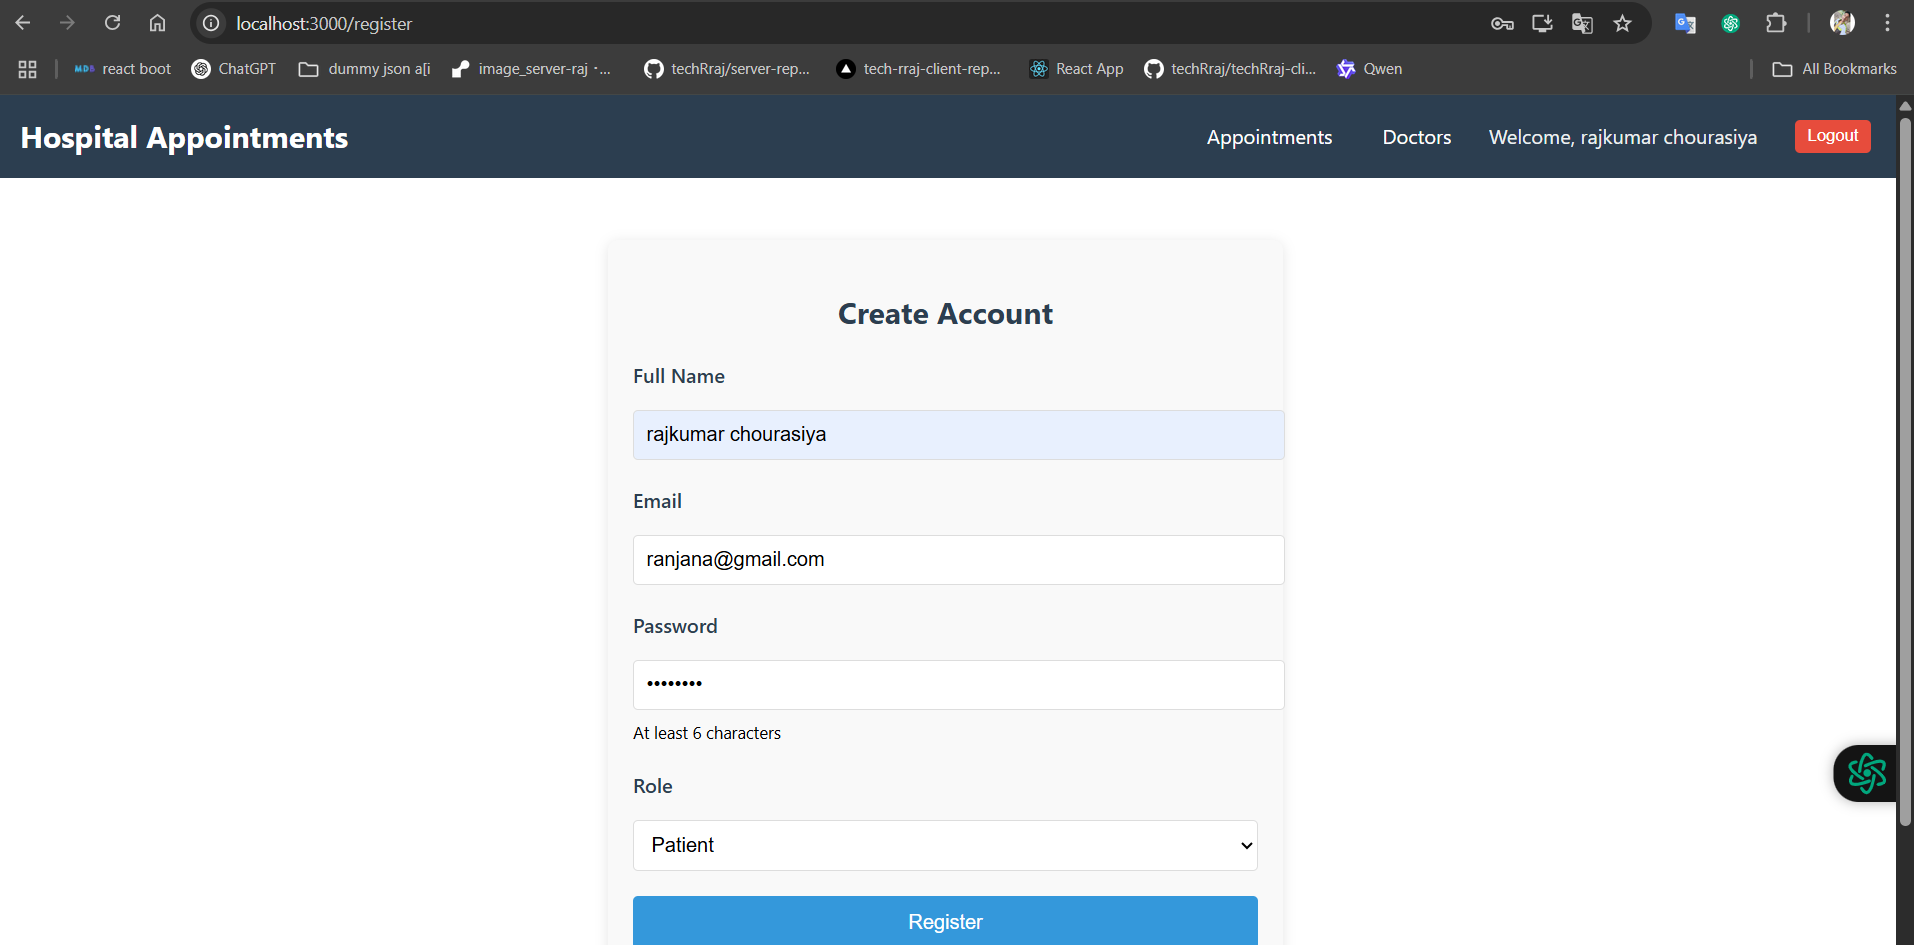 localhost:3000/register
MDB react boot ChatGPT dummy json a[i image_server-raj ·... techRraj/server-rep... tech-rraj-client-rep... React App techRraj/techRraj-cli... Qwen All Bookmarks
Hospital Appointments Appointments Doctors Welcome, rajkumar chourasiya Logout
Create Account
Full Name
rajkumar chourasiya
Email
ranjana@gmail.com
Password
••••••••
At least 6 characters
Role
Patient
Register